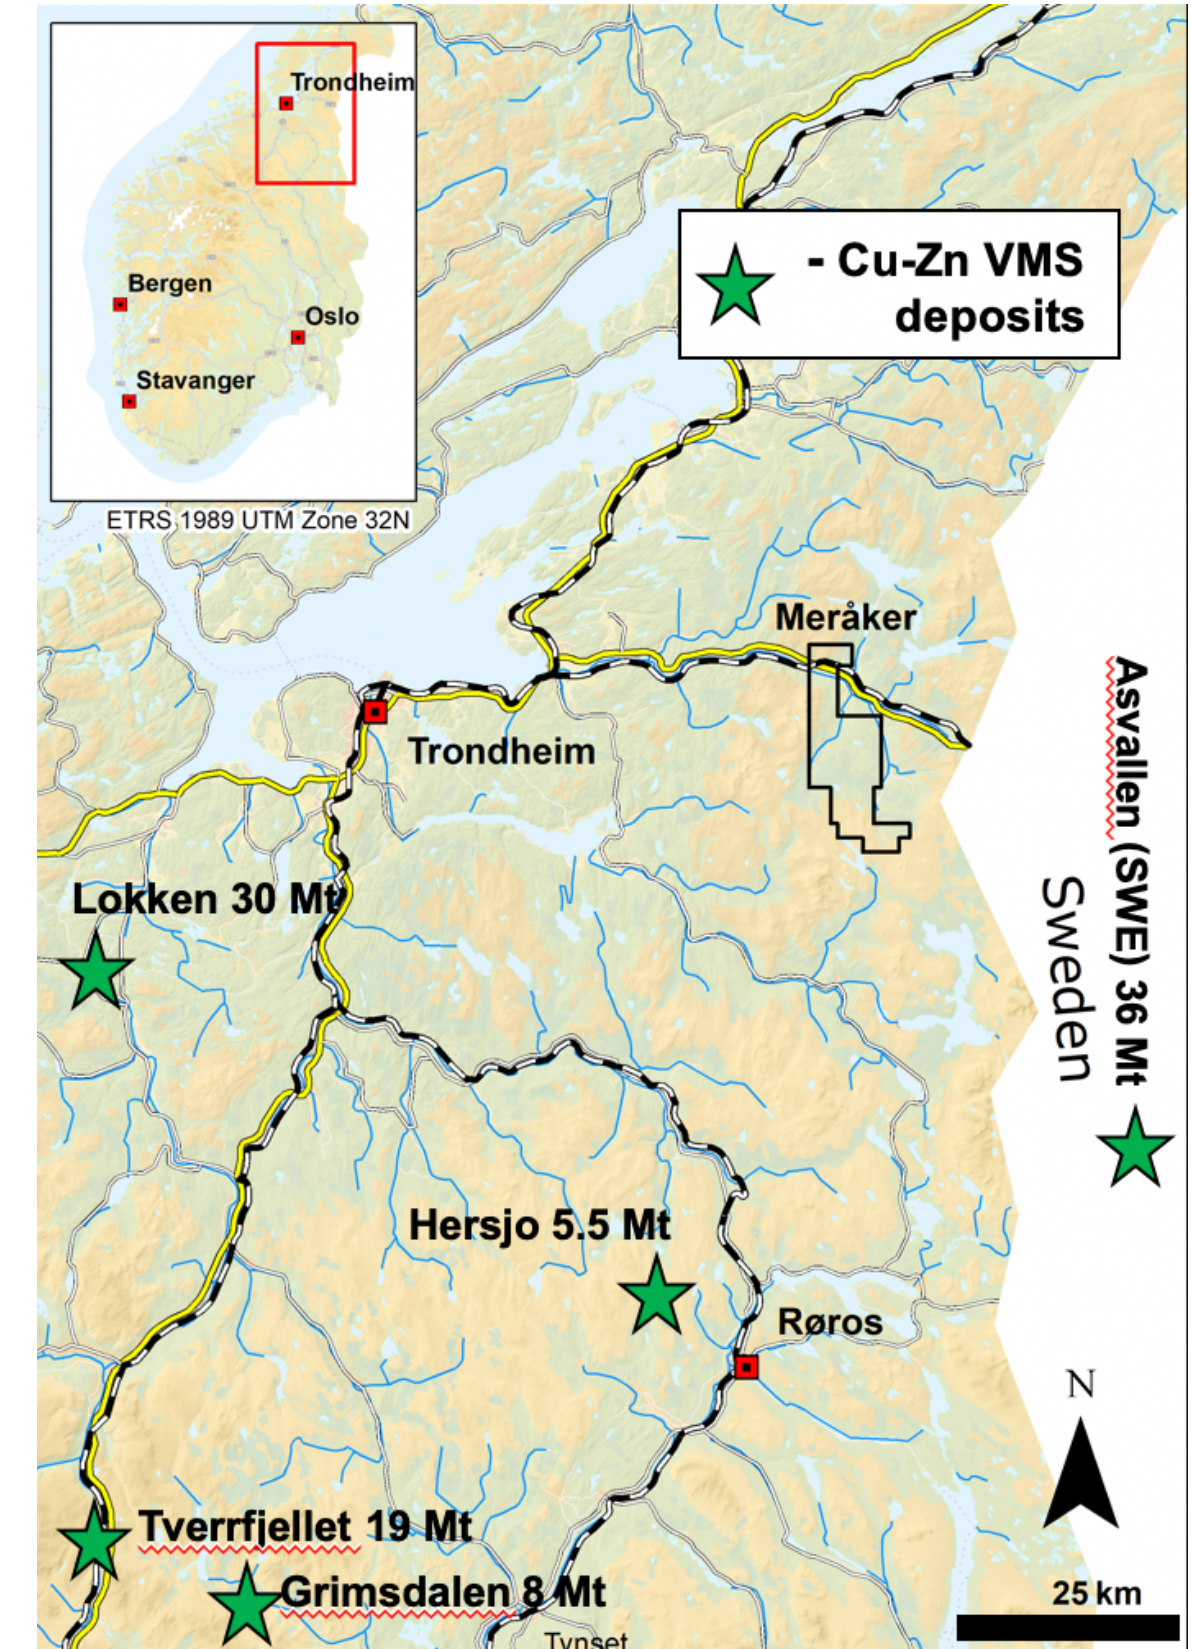 Trondheim
Bergen
Oslo
Stavanger
ETRS 1989 UTM Zone 32N
- Cu-Zn VMS
deposits
Meråker
Trondheim
Asvallen (SWE) 36 Mt
Sweden
Lokken 30 Mt
Hersjo 5.5 Mt
Røros
N
Tverrfjellet 19 Mt
Grimsdalen 8 Mt
25 km
Tynset